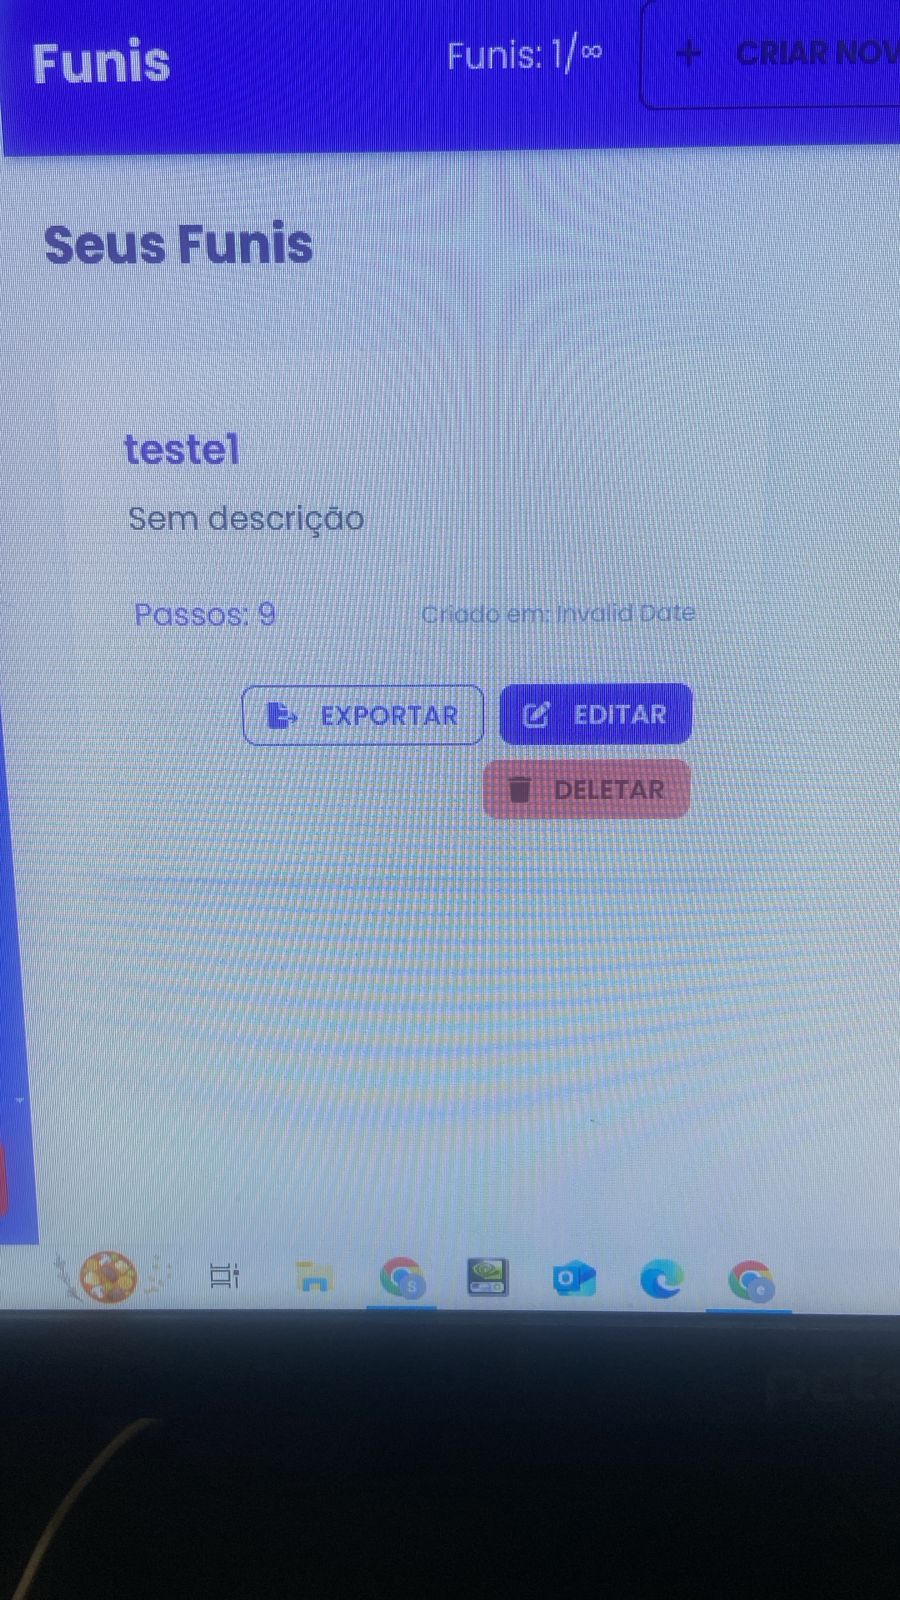 Funis
Funis: 1/∞
+ CRIAR NOV
Seus Funis
teste1
Sem descrição
Passos: 9
Criado em: Invalid Date
EXPORTAR
EDITAR
DELETAR